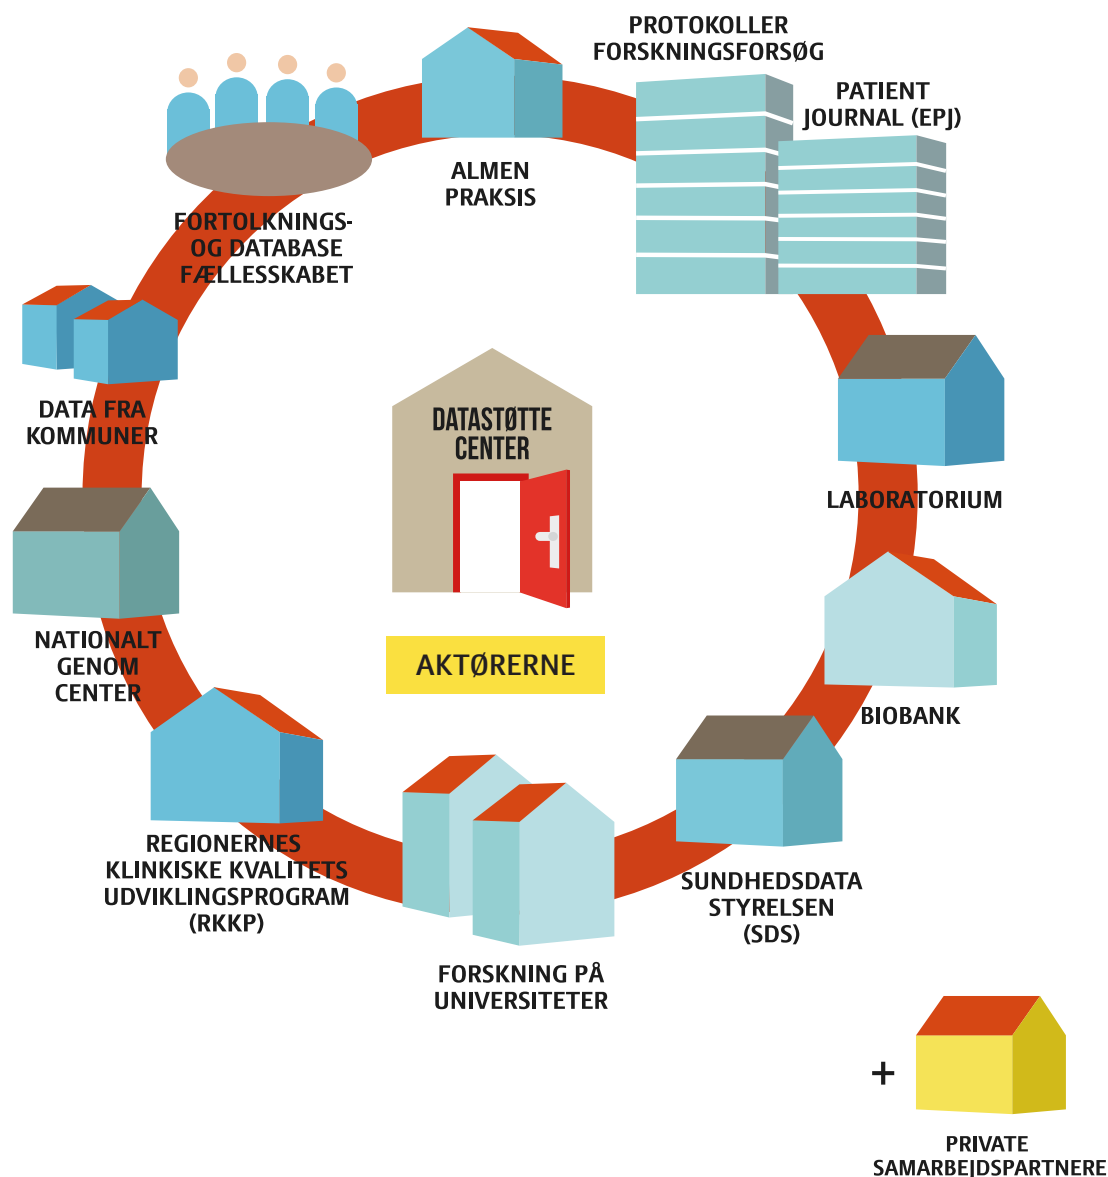 PROTOKOLLER
FORSKNINGSFORSØG
PATIENT
JOURNAL (EPJ)
ALMEN
PRAKSIS
FORTOLKNINGS-
OG DATABASE
FÆLLESSKABET
DATA FRA
KOMMUNER
DATASTØTTE
CENTER
LABORATORIUM
NATIONALT
GENOM
CENTER
AKTØRERNE
BIOBANK
REGIONERNES
KLINKISKE KVALITETS
UDVIKLINGSPROGRAM
(RKKP)
SUNDHEDSDATA
STYRELSEN
(SDS)
FORSKNING PÅ
UNIVERSITETER
+
PRIVATE
SAMARBEJDSPARTNERE